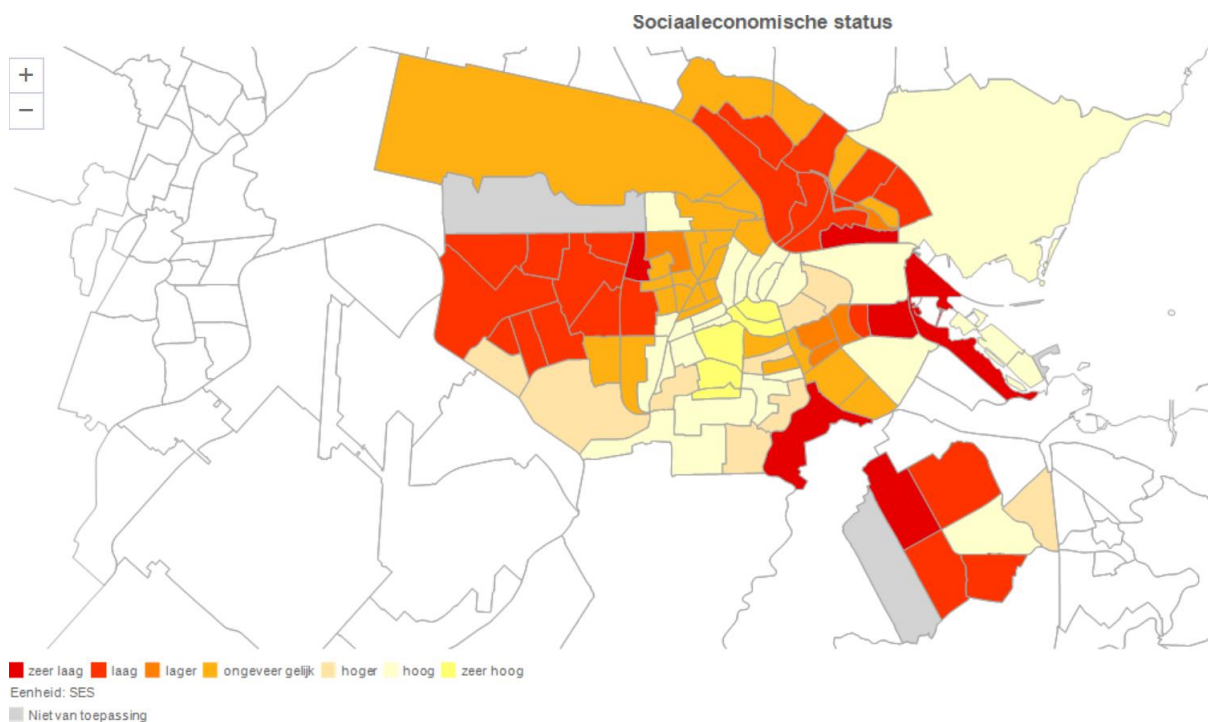 Sociaaleconomische status
+
−
zeer laag laag lager ongeveer gelijk hoger hoog zeer hoog
Eenheid: SES
Niet van toepassing